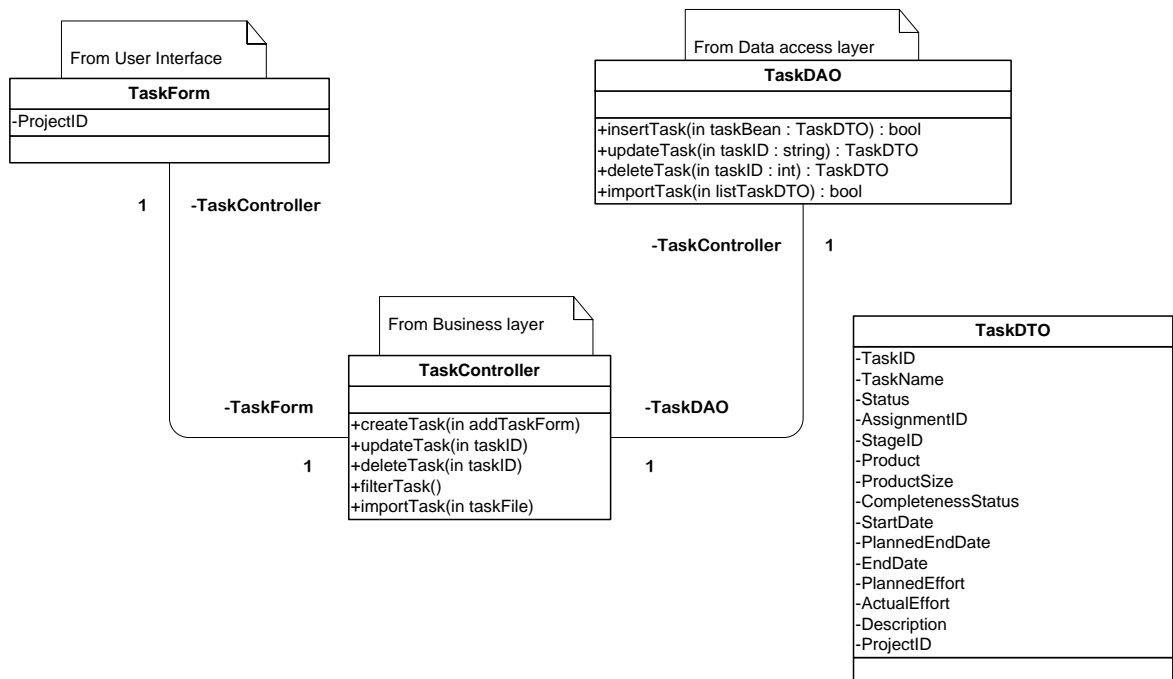 From User Interface
TaskForm
-ProjectID
From Data access layer
TaskDAO
+insertTask(in taskBean : TaskDTO) : bool
+updateTask(in taskID : string) : TaskDTO
+deleteTask(in taskID : int) : TaskDTO
+importTask(in listTaskDTO) : bool
1 -TaskController
-TaskController 1
From Business layer
TaskController
+createTask(in addTaskForm)
+updateTask(in taskID)
+deleteTask(in taskID)
+filterTask()
+importTask(in taskFile)
-TaskForm
1
-TaskDAO
1
TaskDTO
-TaskID
-TaskName
-Status
-AssignmentID
-StageID
-Product
-ProductSize
-CompletenessStatus
-StartDate
-PlannedEndDate
-EndDate
-PlannedEffort
-ActualEffort
-Description
-ProjectID